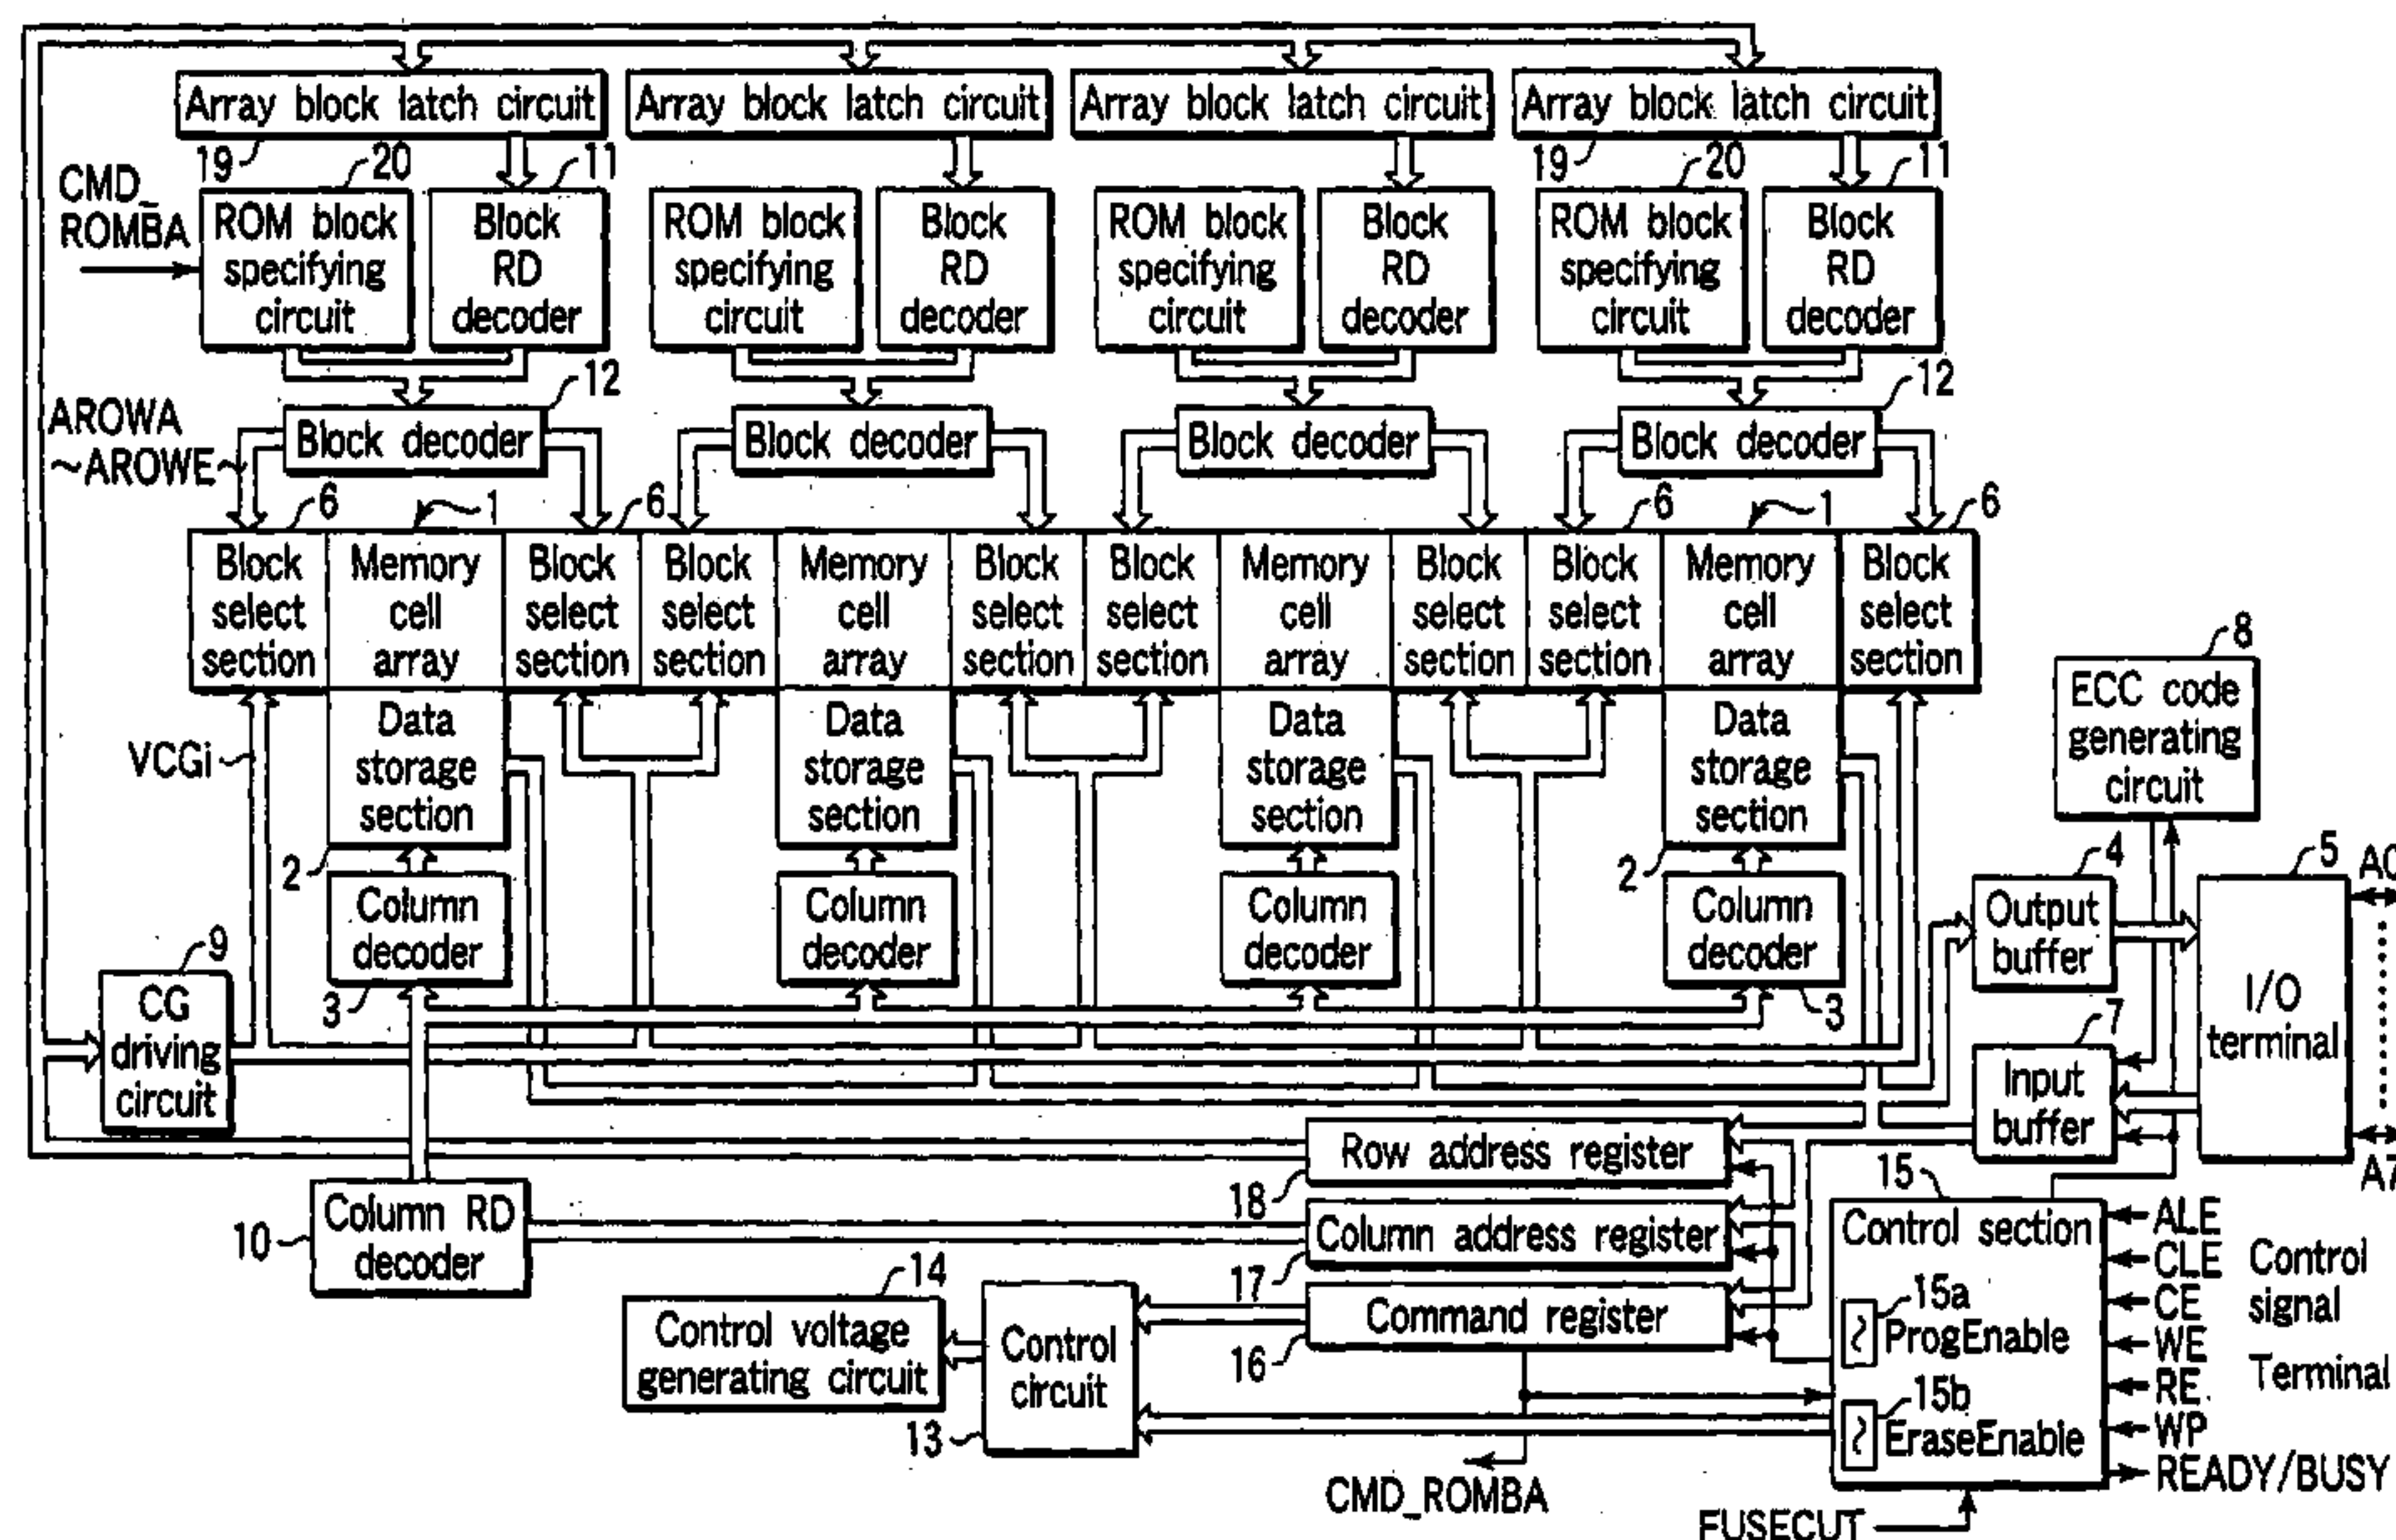 Array block latch circuit
Array block latch circuit
Array block latch circuit
Array block latch circuit
19
20
11
19
20
11
CMD_
ROMBA
ROM block
specifying
circuit
Block
RD
decoder
ROM block
specifying
circuit
Block
RD
decoder
ROM block
specifying
circuit
Block
RD
decoder
ROM block
specifying
circuit
Block
RD
decoder
12
12
AROWA
~AROWE
Block decoder
Block decoder
Block decoder
Block decoder
6
1
6
6
1
6
Block
select
section
Memory
cell
array
Block
select
section
Block
select
section
Memory
cell
array
Block
select
section
Block
select
section
Memory
cell
array
Block
select
section
Block
select
section
Memory
cell
array
Block
select
section
VCGi
Data
storage
section
Data
storage
section
Data
storage
section
Data
storage
section
8
ECC code
generating
circuit
2
2
Column
decoder
Column
decoder
Column
decoder
Column
decoder
3
3
4
Output
buffer
5
I/O
terminal
A7
9
CG
driving
circuit
7
Input
buffer
Row address register
18
10
Column RD
decoder
Column address register
17
14
Control voltage
generating circuit
Control
circuit
13
Command register
16
CMD_ROMBA
15
Control section
15a
ProgEnable
15b
EraseEnable
ALE
CLE
CE
WE
RE
WP
READY/BUSY
Control
signal
Terminal
FUSECUT